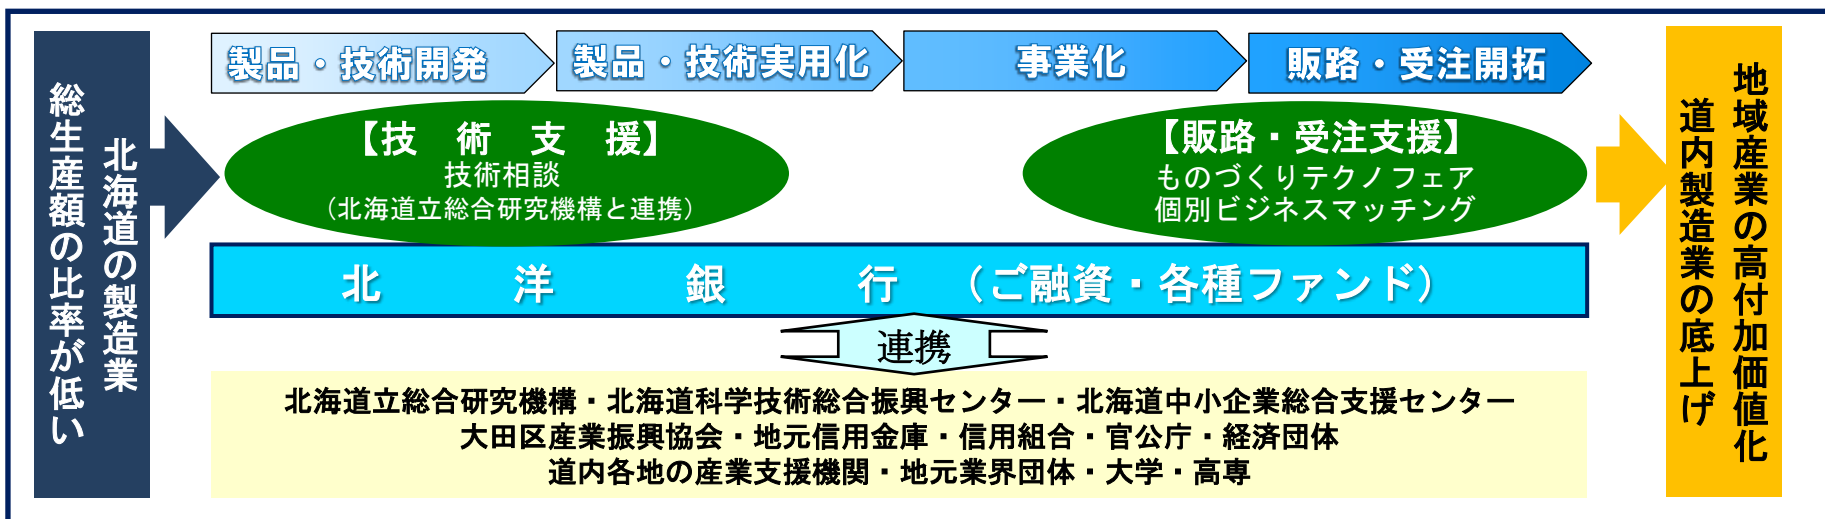 北海道の製造業
総生産額の比率が低い
製品・技術開発
製品・技術実用化
事業化
販路・受注開拓
【技　術　支　援】
技術相談
（北海道立総合研究機構と連携）
【販路・受注支援】
ものづくりテクノフェア
個別ビジネスマッチング
北　洋　銀　行　（ご融資・各種ファンド）
連携
北海道立総合研究機構・北海道科学技術総合振興センター・北海道中小企業総合支援センター
大田区産業振興協会・地元信用金庫・信用組合・官公庁・経済団体
道内各地の産業支援機関・地元業界団体・大学・高専
地域産業の高付加価値化
道内製造業の底上げ